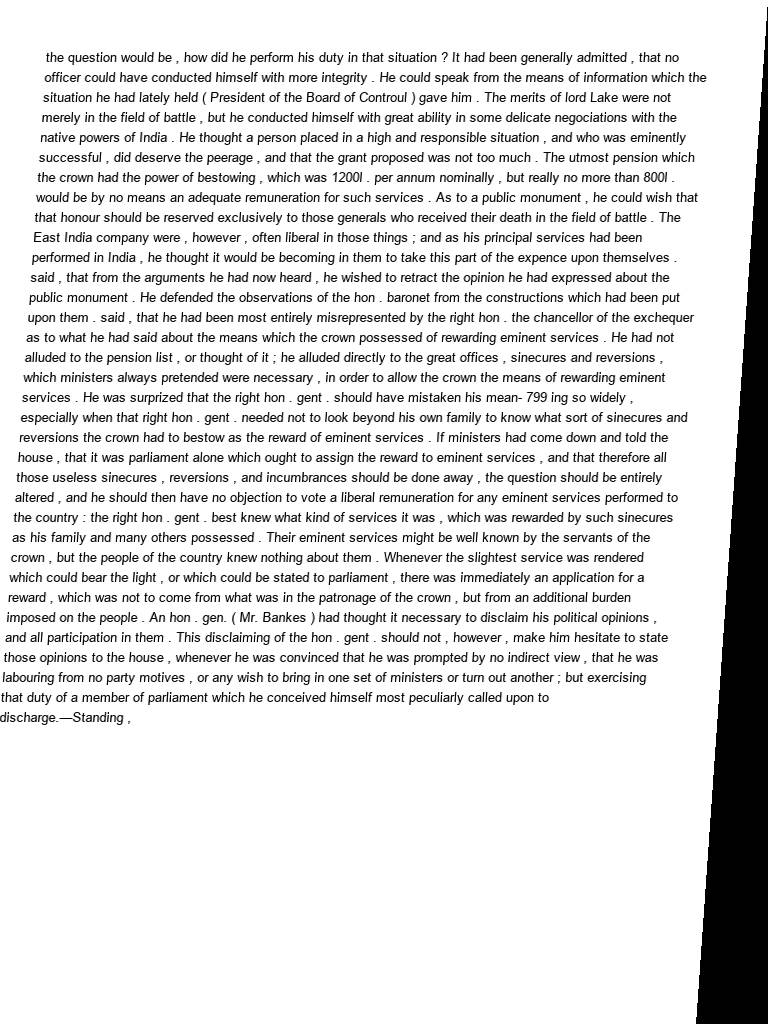 the question would be , how did he perform his duty in that situation ? It had been generally admitted , that no
officer could have conducted himself with more integrity . He could speak from the means of information which the
situation he had lately held ( President of the Board of Controul ) gave him . The merits of lord Lake were not
merely in the field of battle , but he conducted himself with great ability in some delicate negociations with the
native powers of India . He thought a person placed in a high and responsible situation , and who was eminently
successful , did deserve the peerage , and that the grant proposed was not too much . The utmost pension which
the crown had the power of bestowing , which was 1200l . per annum nominally , but really no more than 800l .
would be by no means an adequate remuneration for such services . As to a public monument , he could wish that
that honour should be reserved exclusively to those generals who received their death in the field of battle . The
East India company were , however , often liberal in those things ; and as his principal services had been
performed in India , he thought it would be becoming in them to take this part of the expence upon themselves .
said , that from the arguments he had now heard , he wished to retract the opinion he had expressed about the
public monument . He defended the observations of the hon . baronet from the constructions which had been put
upon them . said , that he had been most entirely misrepresented by the right hon . the chancellor of the exchequer
as to what he had said about the means which the crown possessed of rewarding eminent services . He had not
alluded to the pension list , or thought of it ; he alluded directly to the great offices , sinecures and reversions ,
which ministers always pretended were necessary , in order to allow the crown the means of rewarding eminent
services . He was surprized that the right hon . gent . should have mistaken his mean- 799 ing so widely ,
especially when that right hon . gent . needed not to look beyond his own family to know what sort of sinecures and
reversions the crown had to bestow as the reward of eminent services . If ministers had come down and told the
house , that it was parliament alone which ought to assign the reward to eminent services , and that therefore all
those useless sinecures , reversions , and incumbrances should be done away , the question should be entirely
altered , and he should then have no objection to vote a liberal remuneration for any eminent services performed to
the country : the right hon . gent . best knew what kind of services it was , which was rewarded by such sinecures
as his family and many others possessed . Their eminent services might be well known by the servants of the
crown , but the people of the country knew nothing about them . Whenever the slightest service was rendered
which could bear the light , or which could be stated to parliament , there was immediately an application for a
reward , which was not to come from what was in the patronage of the crown , but from an additional burden
imposed on the people . An hon . gen. ( Mr. Bankes ) had thought it necessary to disclaim his political opinions ,
and all participation in them . This disclaiming of the hon . gent . should not , however , make him hesitate to state
those opinions to the house , whenever he was convinced that he was prompted by no indirect view , that he was
labouring from no party motives , or any wish to bring in one set of ministers or turn out another ; but exercising
that duty of a member of parliament which he conceived himself most peculiarly called upon to
discharge.—Standing ,